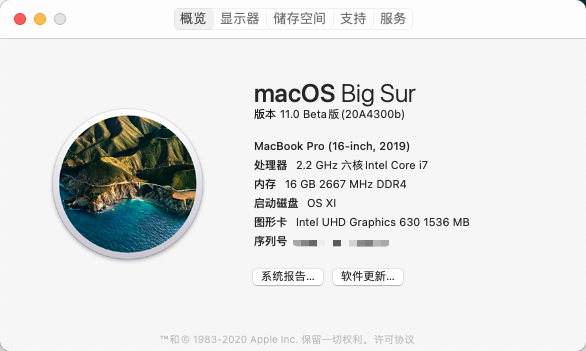 概览 显示器 储存空间 支持 服务
macOS Big Sur
版本 11.0 Beta版 (20A4300b)
MacBook Pro (16-inch, 2019)
处理器 2.2 GHz 六核Intel Core i7
内存 16 GB 2667 MHz DDR4
启动磁盘 OS XI
图形卡 Intel UHD Graphics 630 1536 MB
序列号
系统报告... 软件更新...
™和© 1983-2020 Apple Inc. 保留一切权利。许可协议